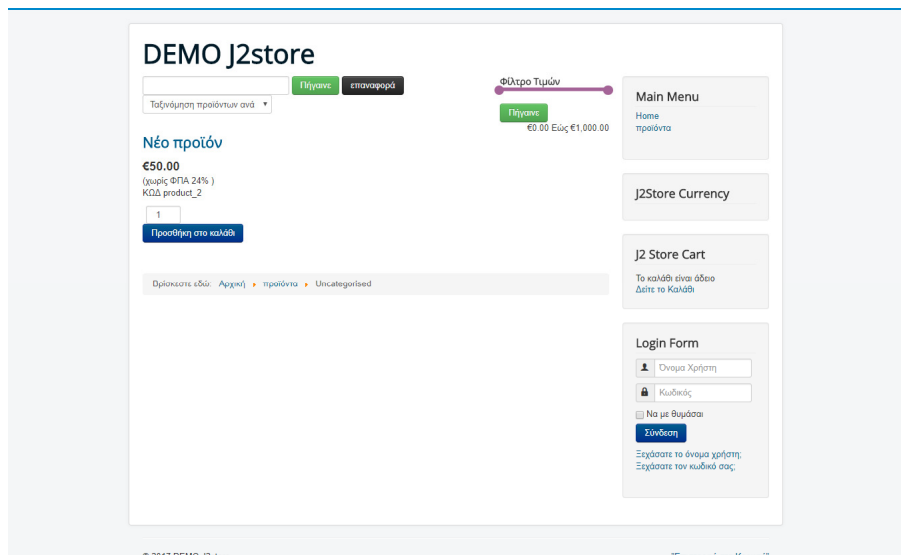 DEMO J2store
Πήγαινε επαναφορά
Ταξινόμηση προϊόντων ανά
Φίλτρο Τιμών
Πήγαινε
€0.00 Εώς €1,000.00
Νέο προϊόν
€50.00
(χωρίς ΦΠΑ 24% )
ΚΩΔ product_2
1
Προσθήκη στο καλάθι
Βρίσκεστε εδώ: Αρχική προϊόντα Uncategorised
Main Menu
Home
προϊόντα
J2Store Currency
J2 Store Cart
Το καλάθι είναι άδειο
Δείτε το Καλάθι
Login Form
Όνομα Χρήστη
Κωδικός
Να με θυμάσαι
Σύνδεση
Ξεχάσατε το όνομα χρήστη;
Ξεχάσατε τον κωδικό σας;
© 2017 DEMO